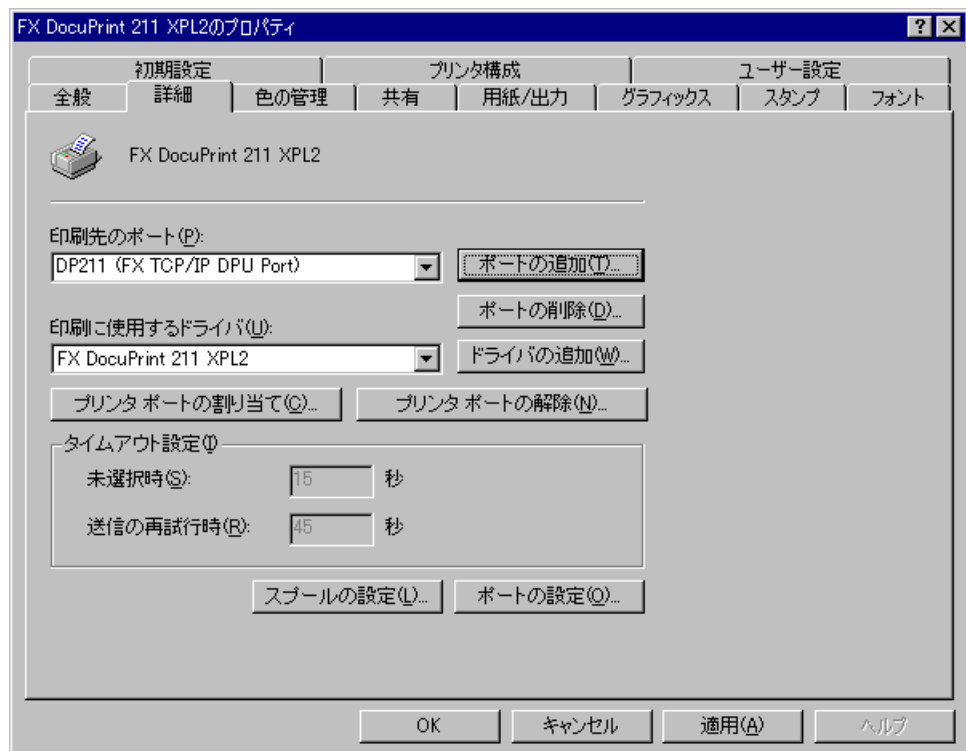 FX DocuPrint 211 XPL2のプロパティ
初期設定 プリンタ構成 ユーザー設定
全般 詳細 色の管理 共有 用紙/出力 グラフィックス スタンプ フォント
FX DocuPrint 211 XPL2
印刷先のポート(P):
DP211 (FX TCP/IP DPU Port) ポートの追加(T)...
ポートの削除(D)...
印刷に使用するドライバ(U):
FX DocuPrint 211 XPL2 ドライバの追加(W)...
プリンタ ポートの割り当て(C)... プリンタ ポートの解除(N)...
タイムアウト設定(I)
未選択時(S): 15 秒
送信の再試行時(R): 45 秒
スプールの設定(L)... ポートの設定(O)...
OK キャンセル 適用(A) ヘルプ